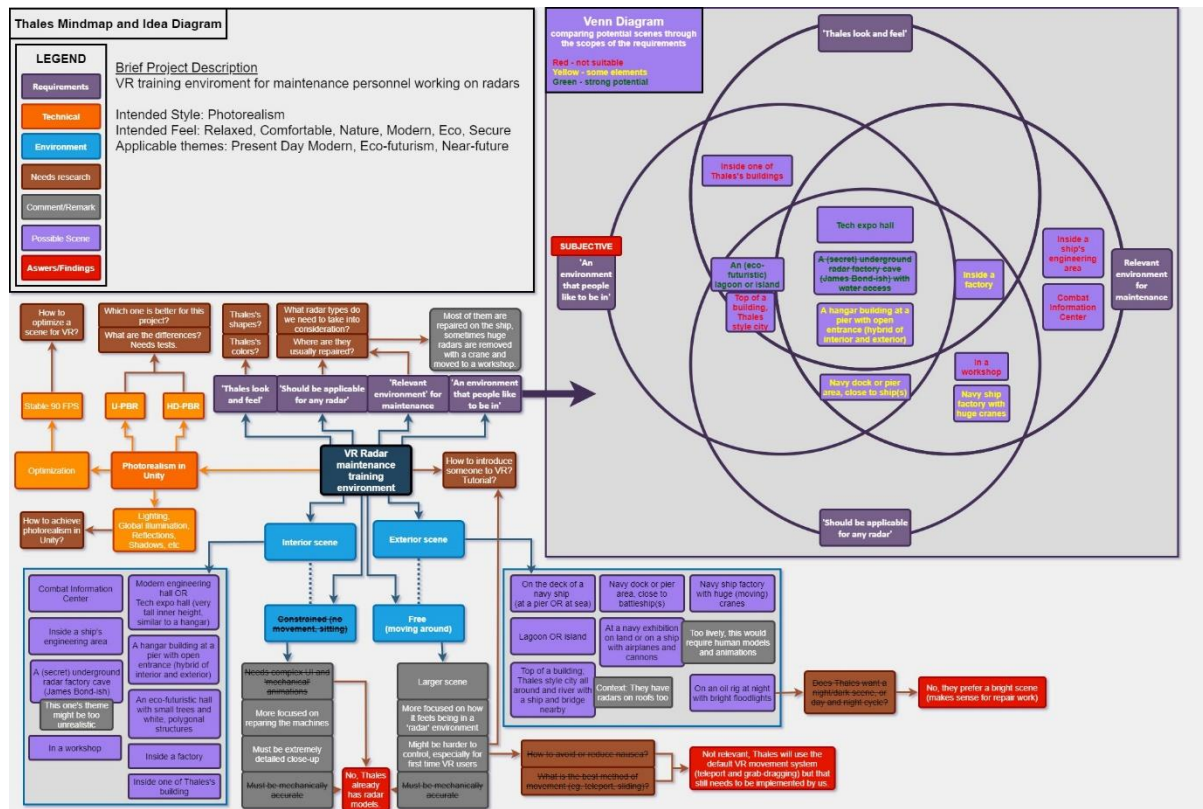 Thales Mindmap and Idea Diagram
LEGEND
Requirements
Technical
Environment
Needs research
Comment/Remark
Possible Scene
Aswers/Findings
Brief Project Description
VR training enviroment for maintenance personnel working on radars
Intended Style: Photorealism
Intended Feel: Relaxed, Comfortable, Nature, Modern, Eco, Secure
Applicable themes: Present Day Modern, Eco-futurism, Near-future
Venn Diagram
comparing potential scenes through
the scopes of the requirements
Red - not suitable
Yellow - some elements
Green - strong potential
'Thales look and feel'
Inside one of
Thales's buildings
SUBJECTIVE
'An
environment
that people
like to be in'
Tech expo hall
A (secret) underground
radar factory cave
(James Bond-ish) with
water access
An (eco-
futuristic)
lagoon or island
Top of a
building,
Thales
style city
A hangar building at a
pier with open
entrance (hybrid of
interior and exterior)
Inside a
factory
Inside a
ship's
engineering
area
Combat
Information
Center
Relevant
environment
for
maintenance
In a
workshop
Navy dock or pier
area, close to
ship(s)
Navy ship
factory with
huge cranes
'Should be applicable
for any radar'
How to
optimize a
scene for VR?
Which one is better for this
project?
What are the differences?
Needs tests.
Thales's
shapes?
Thales's
colors?
What radar types do
we need to take into
consideration?
Where are they
usually repaired?
Most of them are
repaired on the ship,
sometimes huge
radars are removed
with a crane and
moved to a workshop.
Stable 90 FPS
U-PBR
HD-PBR
'Thales look
and feel'
'Should be applicable
for any radar'
'Relevant
environment' for
maintenance
'An environment
that people like to
be in'
Optimization
Photorealism in
Unity
VR Radar
maintenance
training
environment
How to introduce
someone to VR?
Tutorial?
How to achieve
photorealism in
Unity?
Lighting,
Global Illumination,
Reflections,
Shadows, etc
Interior scene
Exterior scene
Constrained (no
movement, sitting)
Free
(moving around)
Combat Information
Center
Inside a ship's
engineering area
A (secret) underground
radar factory cave
(James Bond-ish)
This one's theme
might be too
unrealistic
In a workshop
Modern engineering
hall OR
Tech expo hall (very
tall inner height,
similar to a hangar)
A hangar building at a
pier with open
entrance (hybrid of
interior and exterior)
An eco-futuristic hall
with small trees and
white, polygonal
structures
Inside a factory
Inside one of Thales's
building
Needs complex UI and
'mechanical'
animations
More focused on
reparing the machines
Must be extremely
detailed close-up
Must be mechanically
accurate
No, Thales
already
has radar
models.
Larger scene
More focused on how
it feels being in a
'radar' environment
Might be harder to
control, especially for
first time VR users
Must be mechanically
accurate
On the deck of a
navy ship
(at a pier OR at sea)
Navy dock or pier
area, close to
battleship(s)
Navy ship factory
with huge (moving)
cranes
Lagoon OR Island
At a navy exhibition
on land or on a ship
with airplanes and
cannons
Too lively, this would
require human models
and animations
Top of a building,
Thales style city all
around and river with
a ship and bridge
nearby
Context: They have
radars on roofs too
On an oil rig at night
with bright floodlights
Does Thales want a
night/dark scene, or
day and night cycle?
No, they prefer a bright scene
(makes sense for repair work)
How to avoid or reduce nausea?
What is the best method of
movement (eg. teleport, sliding)?
Not relevant, Thales will use the
default VR movement system
(teleport and grab-dragging) but that
still needs to be implemented by us.